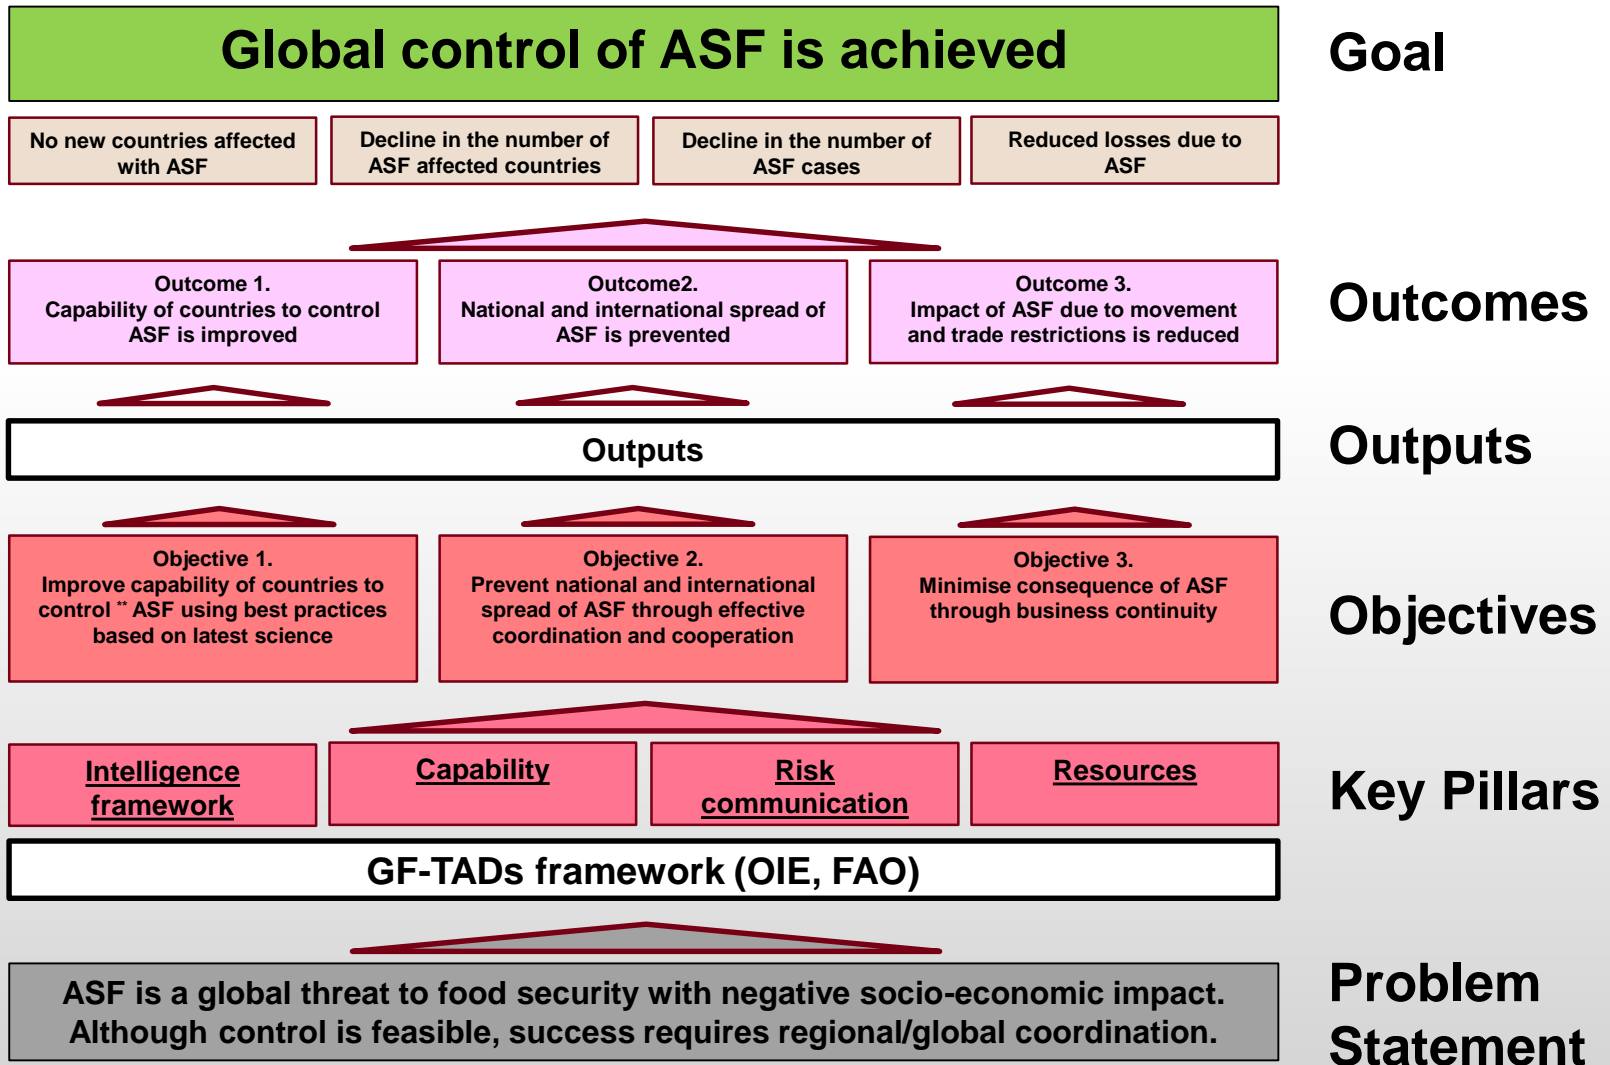 Global control of ASF is achieved
Goal
No new countries affected
with ASF
Decline in the number of
ASF affected countries
Decline in the number of
ASF cases
Reduced losses due to
ASF
Outcome 1.
Capability of countries to control
ASF is improved
Outcome2.
National and international spread of
ASF is prevented
Outcome 3.
Impact of ASF due to movement
and trade restrictions is reduced
Outcomes
Outputs
Outputs
Objective 1.
Improve capability of countries to
control ** ASF using best practices
based on latest science
Objective 2.
Prevent national and international
spread of ASF through effective
coordination and cooperation
Objective 3.
Minimise consequence of ASF
through business continuity
Objectives
Intelligence
framework
Capability
Risk
communication
Resources
Key Pillars
GF-TADs framework (OIE, FAO)
ASF is a global threat to food security with negative socio-economic impact.
Although control is feasible, success requires regional/global coordination.
Problem
Statement